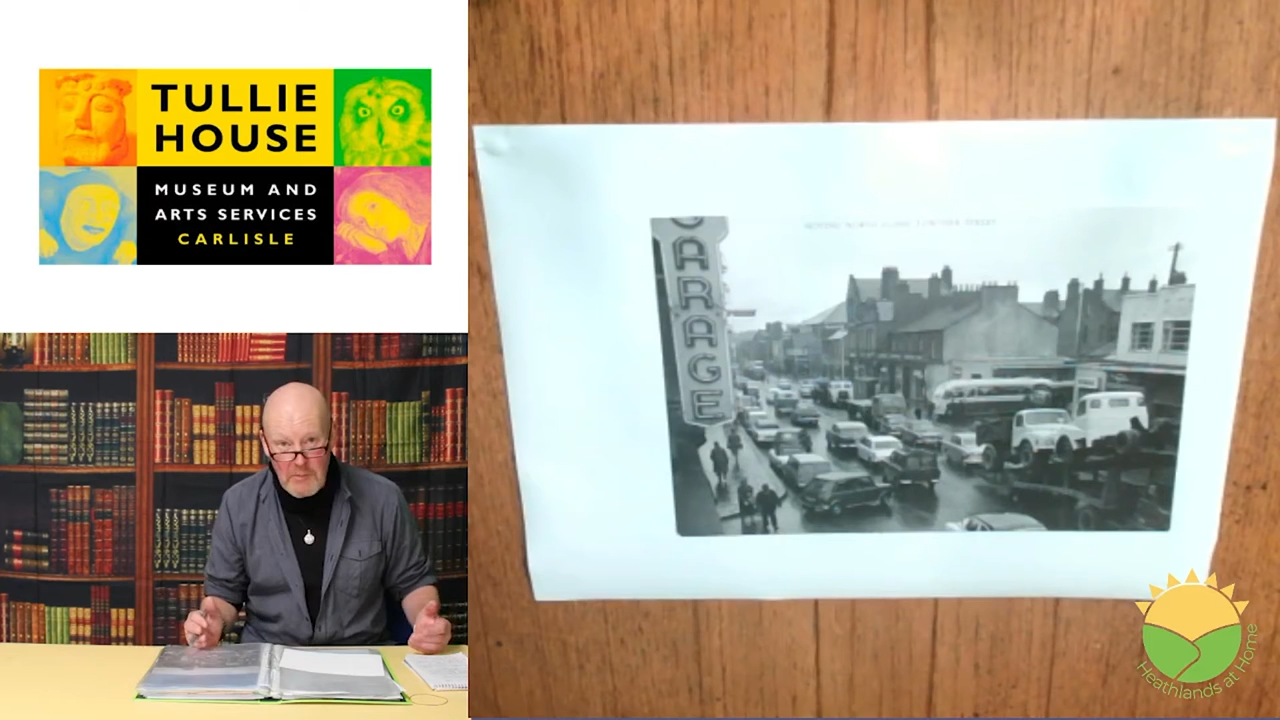 TULLIE
HOUSE
MUSEUM AND
ARTS SERVICES
CARLISLE
GARAGE
Heathlands at Home